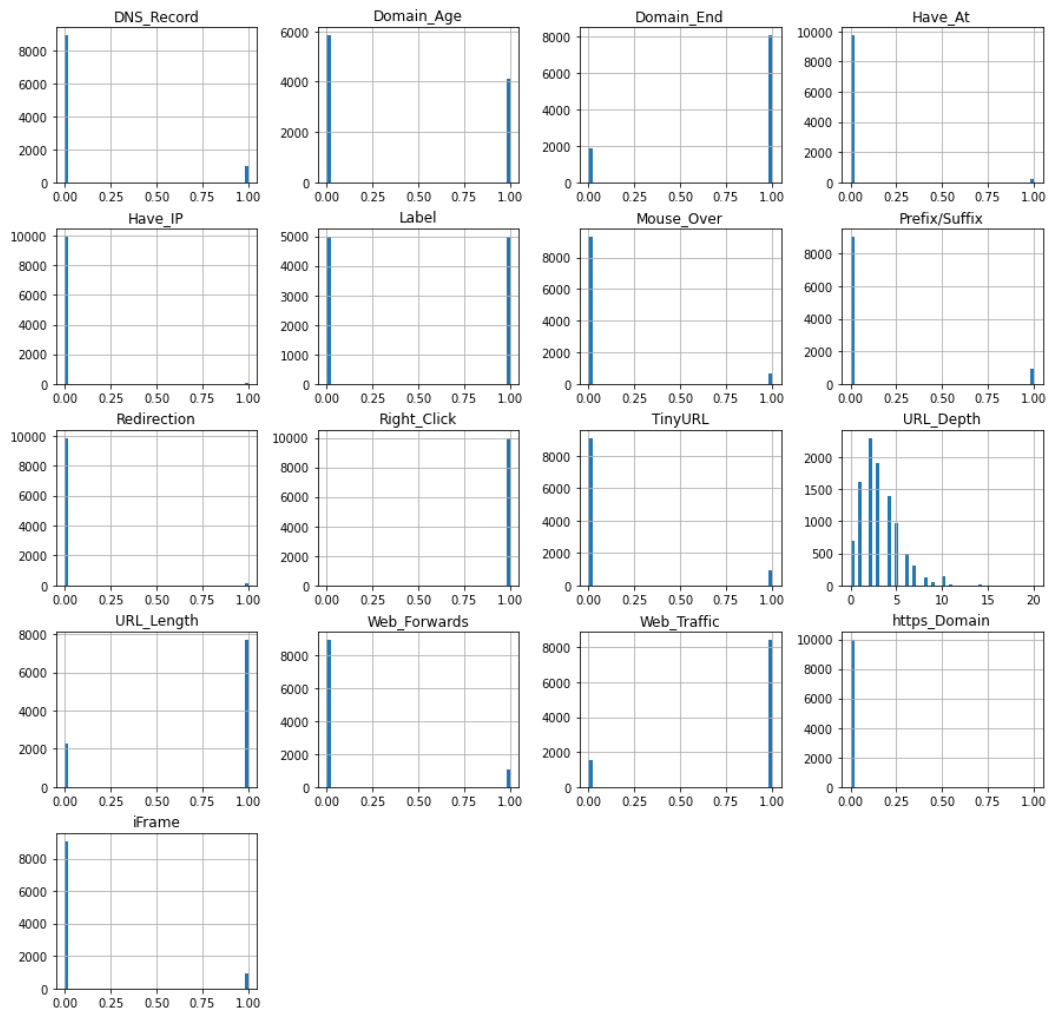 DNS_Record Domain_Age Domain_End Have_At
8000 6000 8000 10000
6000 4000 6000 8000
4000 2000 4000 6000
2000 0 2000 4000
0 0 2000
0
0.00 0.25 0.50 0.75 1.00 0.00 0.25 0.50 0.75 1.00 0.00 0.25 0.50 0.75 1.00 0.00 0.25 0.50 0.75 1.00
Have_IP Label Mouse_Over Prefix/Suffix
10000 5000 8000 8000
8000 4000 6000 6000
6000 3000 4000 4000
4000 2000 2000 2000
2000 1000 0 0
0 0
0.00 0.25 0.50 0.75 1.00 0.00 0.25 0.50 0.75 1.00 0.00 0.25 0.50 0.75 1.00 0.00 0.25 0.50 0.75 1.00
Redirection Right_Click TinyURL URL_Depth
10000 10000 8000 2000
8000 8000 6000 1500
6000 6000 4000 1000
4000 4000 2000 500
2000 2000 0 0
0 0
0.00 0.25 0.50 0.75 1.00 0.00 0.25 0.50 0.75 1.00 0.00 0.25 0.50 0.75 1.00 0 5 10 15 20
URL_Length Web_Forwards Web_Traffic https_Domain
8000 8000 8000 10000
6000 6000 6000 8000
4000 4000 4000 6000
2000 2000 2000 4000
0 0 0 2000
0
0.00 0.25 0.50 0.75 1.00 0.00 0.25 0.50 0.75 1.00 0.00 0.25 0.50 0.75 1.00 0.00 0.25 0.50 0.75 1.00
iFrame
8000
6000
4000
2000
0
0.00 0.25 0.50 0.75 1.00